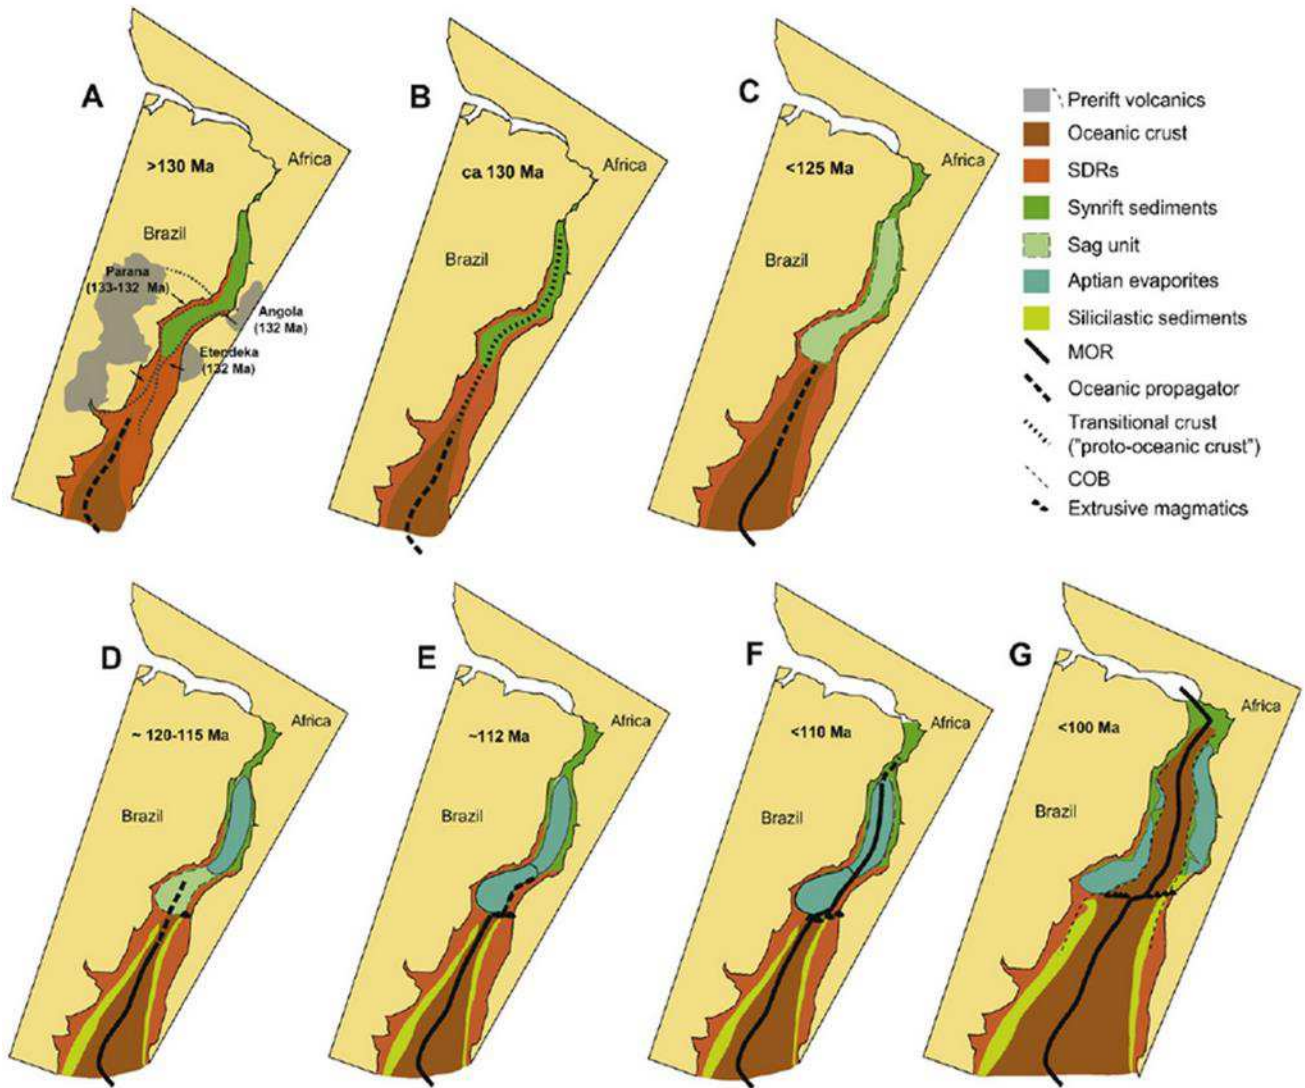 A
>130 Ma
Africa
Brazil
Parana
(133-132 Ma)
Angola
(132 Ma)
Etendeka
(132 Ma)
B
ca 130 Ma
Africa
Brazil
C
<125 Ma
Africa
Brazil
Prerift volcanics
Oceanic crust
SDRs
Synrift sediments
Sag unit
Aptian evaporites
Silicilastic sediments
MOR
Oceanic propagator
Transitional crust
("proto-oceanic crust")
COB
Extrusive magmatics
D
~ 120-115 Ma
Africa
Brazil
E
~112 Ma
Africa
Brazil
F
<110 Ma
Africa
Brazil
G
<100 Ma
Africa
Brazil